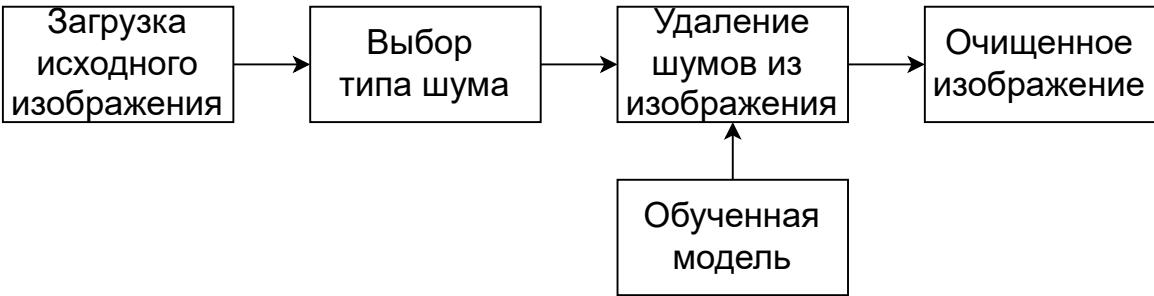 Загрузка
исходного
изображения
Выбор
типа шума
Удаление
шумов из
изображения
Очищенное
изображение
Обученная
модель